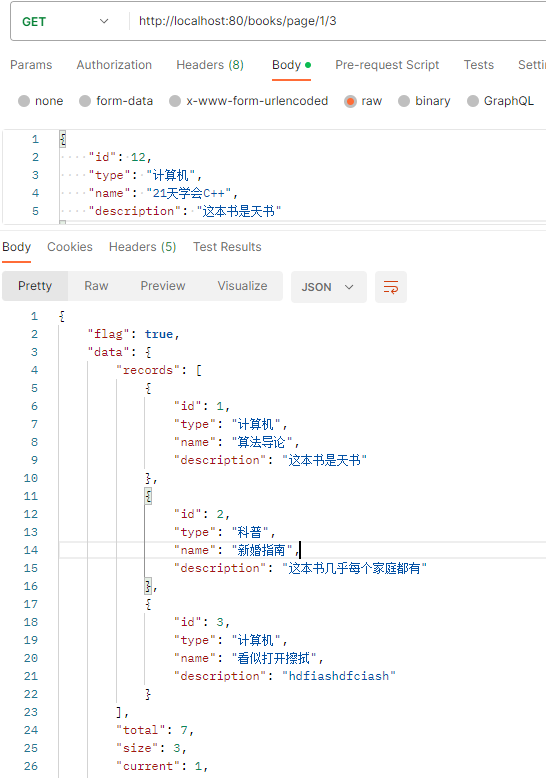 GET http://localhost:80/books/page/1/3
Params Authorization Headers (8) Body Pre-request Script Tests Setti
none form-data x-www-form-urlencoded raw binary GraphQL
1 {
2 "id": 12,
3 "type": "计算机",
4 "name": "21天学会C++",
5 "description": "这本书是天书"
Body Cookies Headers (5) Test Results
Pretty Raw Preview Visualize JSON
1 {
2 "flag": true,
3 "data": {
4 "records": [
5 {
6 "id": 1,
7 "type": "计算机",
8 "name": "算法导论",
9 "description": "这本书是天书"
10 },
11 {
12 "id": 2,
13 "type": "科普",
14 "name": "新婚指南",
15 "description": "这本书几乎每个家庭都有"
16 },
17 {
18 "id": 3,
19 "type": "计算机",
20 "name": "看似打开擦拭",
21 "description": "hdfiashdfciash"
22 }
23 ],
24 "total": 7,
25 "size": 3,
26 "current": 1,